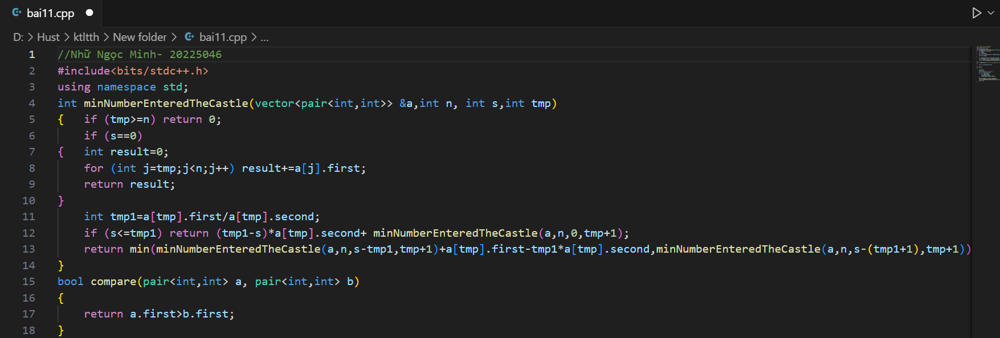 bai11.cpp
D: > Hust > ktltth > New folder > bai11.cpp > ...
1 //Nhữ Ngọc Minh- 20225046
2 #include<bits/stdc++.h>
3 using namespace std;
4 int minNumberEnteredTheCastle(vector<pair<int,int>> &a,int n, int s,int tmp)
5 {   if (tmp>=n) return 0;
6     if (s==0)
7 {   int result=0;
8     for (int j=tmp;j<n;j++) result+=a[j].first;
9     return result;
10 }
11     int tmp1=a[tmp].first/a[tmp].second;
12     if (s<=tmp1) return (tmp1-s)*a[tmp].second+ minNumberEnteredTheCastle(a,n,0,tmp+1);
13     return min(minNumberEnteredTheCastle(a,n,s-tmp1,tmp+1)+a[tmp].first-tmp1*a[tmp].second,minNumberEnteredTheCastle(a,n,s-(tmp1+1),tmp+1))
14 }
15 bool compare(pair<int,int> a, pair<int,int> b)
16 {
17     return a.first>b.first;
18 }